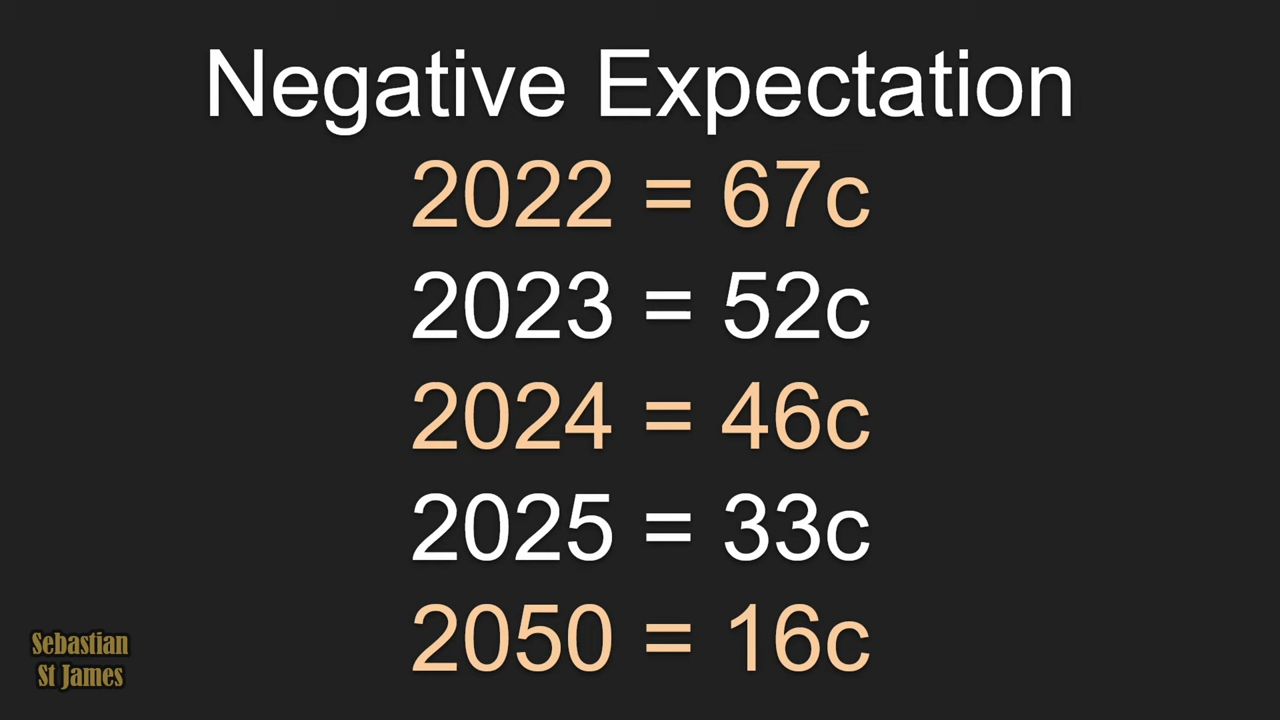 Negative Expectation
2022 = 67c
2023 = 52c
2024 = 46c
2025 = 33c
2050 = 16c
Sebastian
St James